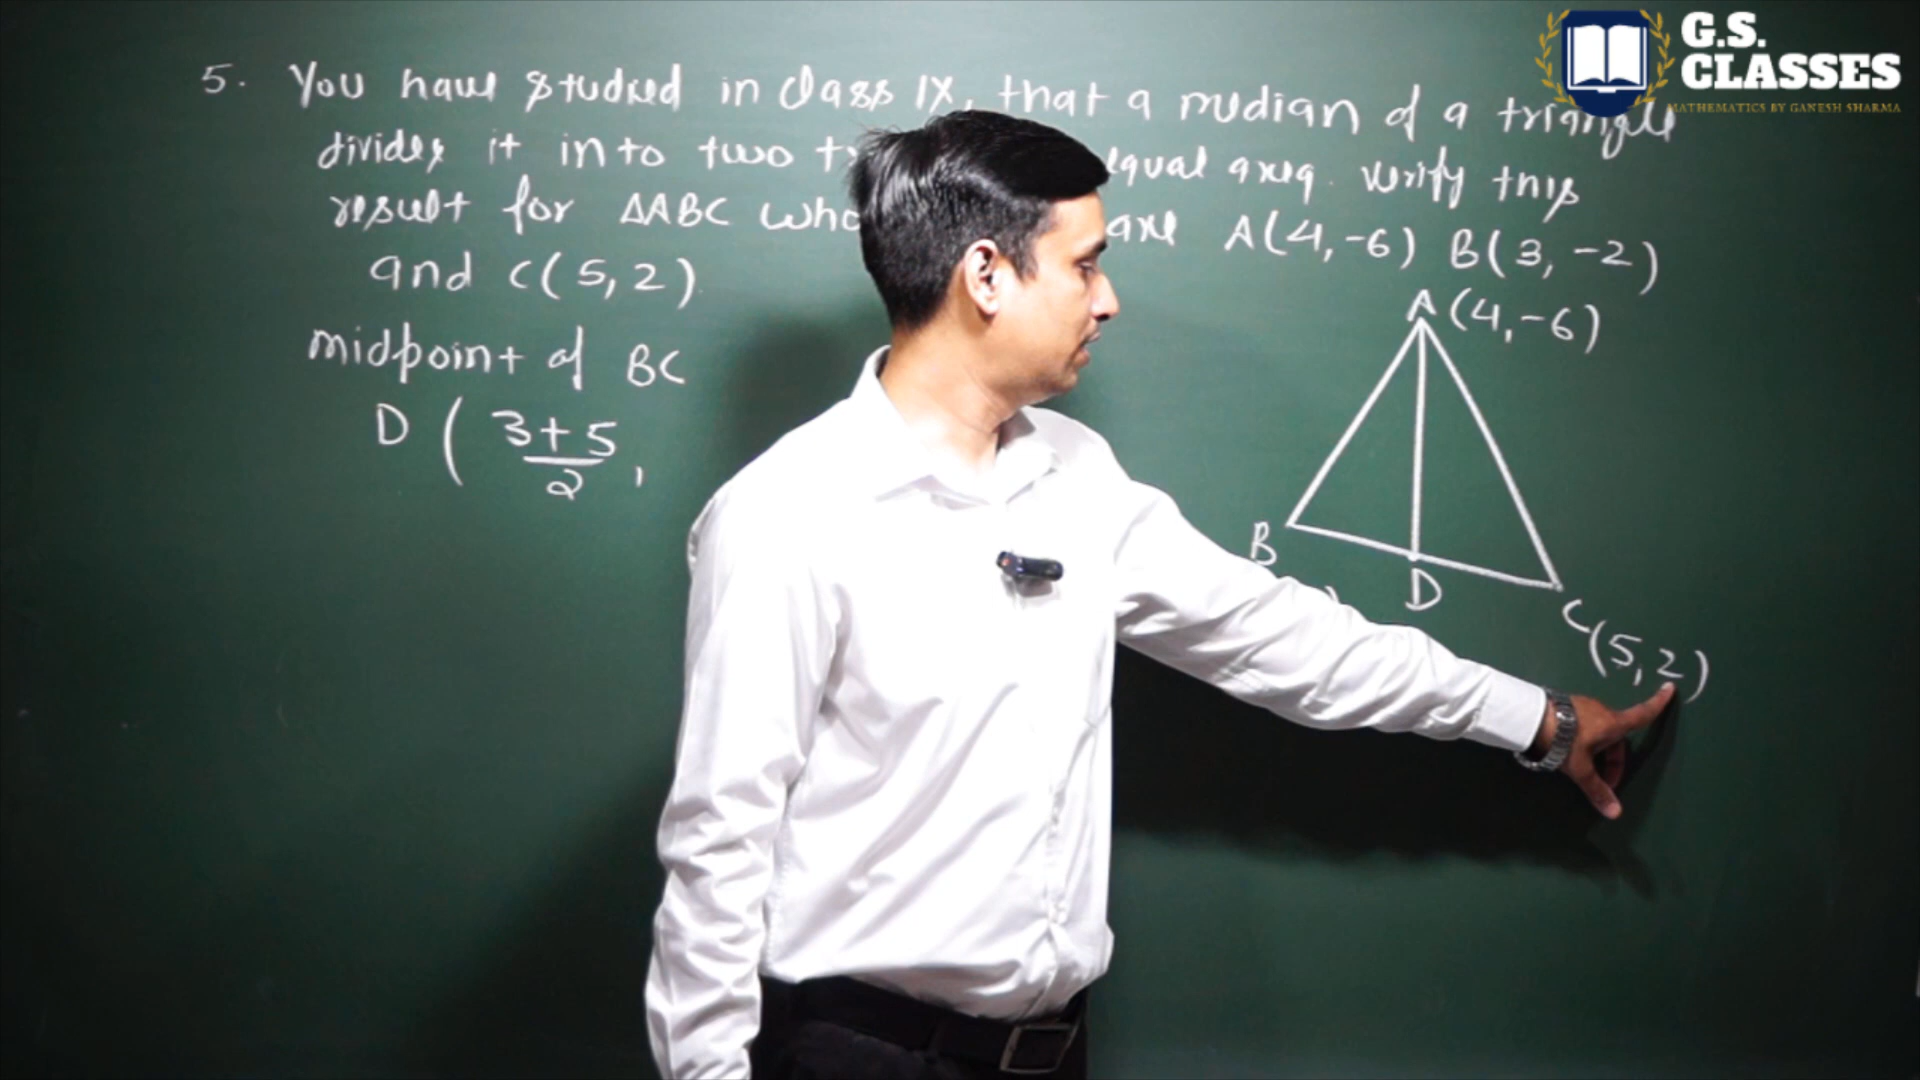 G.S.
CLASSES
MATHEMATICS BY GANESH SHARMA
5. You have studied in class IX, that a median of a triangle
divides it in to two equal area. verify this
result for ΔABC are A(4,-6) B(3,-2)
and C(5,2).
midpoint of BC
D ( 3+5
2 ,
A (4,-6)
B
D
C (5,2)